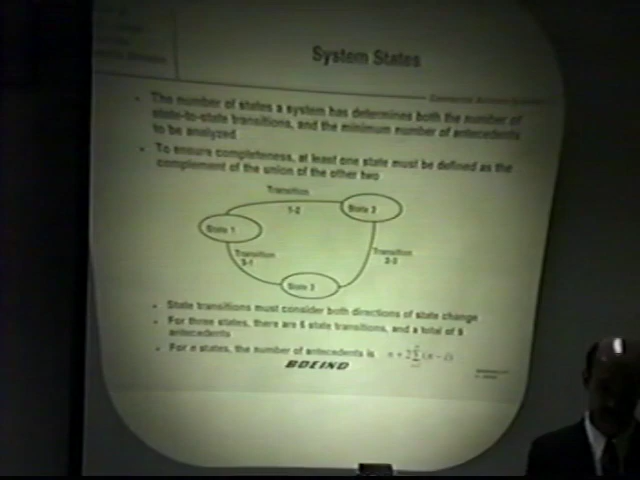 System States
• The number of states a system has determines both the number of
state-to-state transitions, and the minimum number of antecedents
to be analyzed
• To ensure completeness, at least one state must be defined as the
complement of the union of the other two
Transition
1-2
State 2
State 1
Transition
3-1
Transition
2-3
State 3
• State transitions must consider both directions of state change
• For three states, there are 6 state transitions, and a total of 9
antecedents
• For n states, the number of antecedents is
BOEING